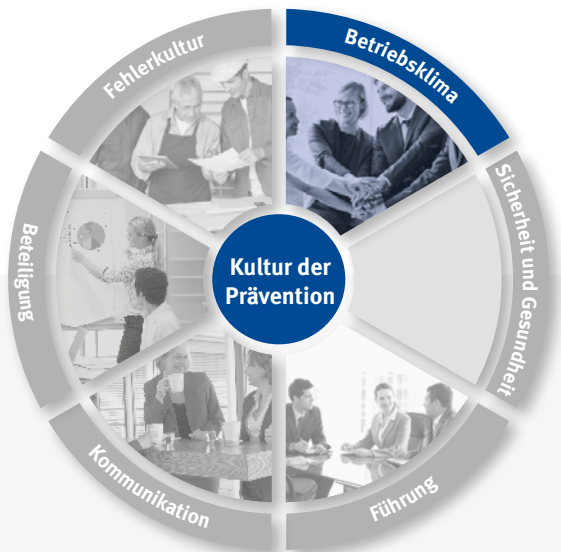 Fehlerkultur
Betriebsklima
Sicherheit und Gesundheit
Führung
Kommunikation
Beteiligung
Kultur der
Prävention